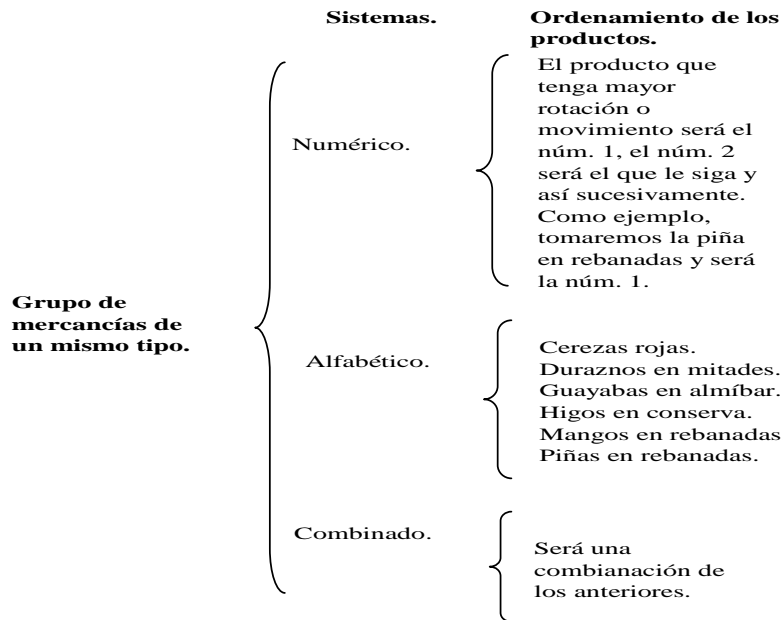 Sistemas.
Ordenamiento de los
productos.
Numérico.
El producto que
tenga mayor
rotación o
movimiento será el
núm. 1, el núm. 2
será el que le siga y
así sucesivamente.
Como ejemplo,
tomaremos la piña
en rebanadas y será
la núm. 1.
Grupo de
mercancías de
un mismo tipo.
Alfabético.
Cerezas rojas.
Duraznos en mitades.
Guayabas en almíbar.
Higos en conserva.
Mangos en rebanadas
Piñas en rebanadas.
Combinado.
Será una
combianación de
los anteriores.